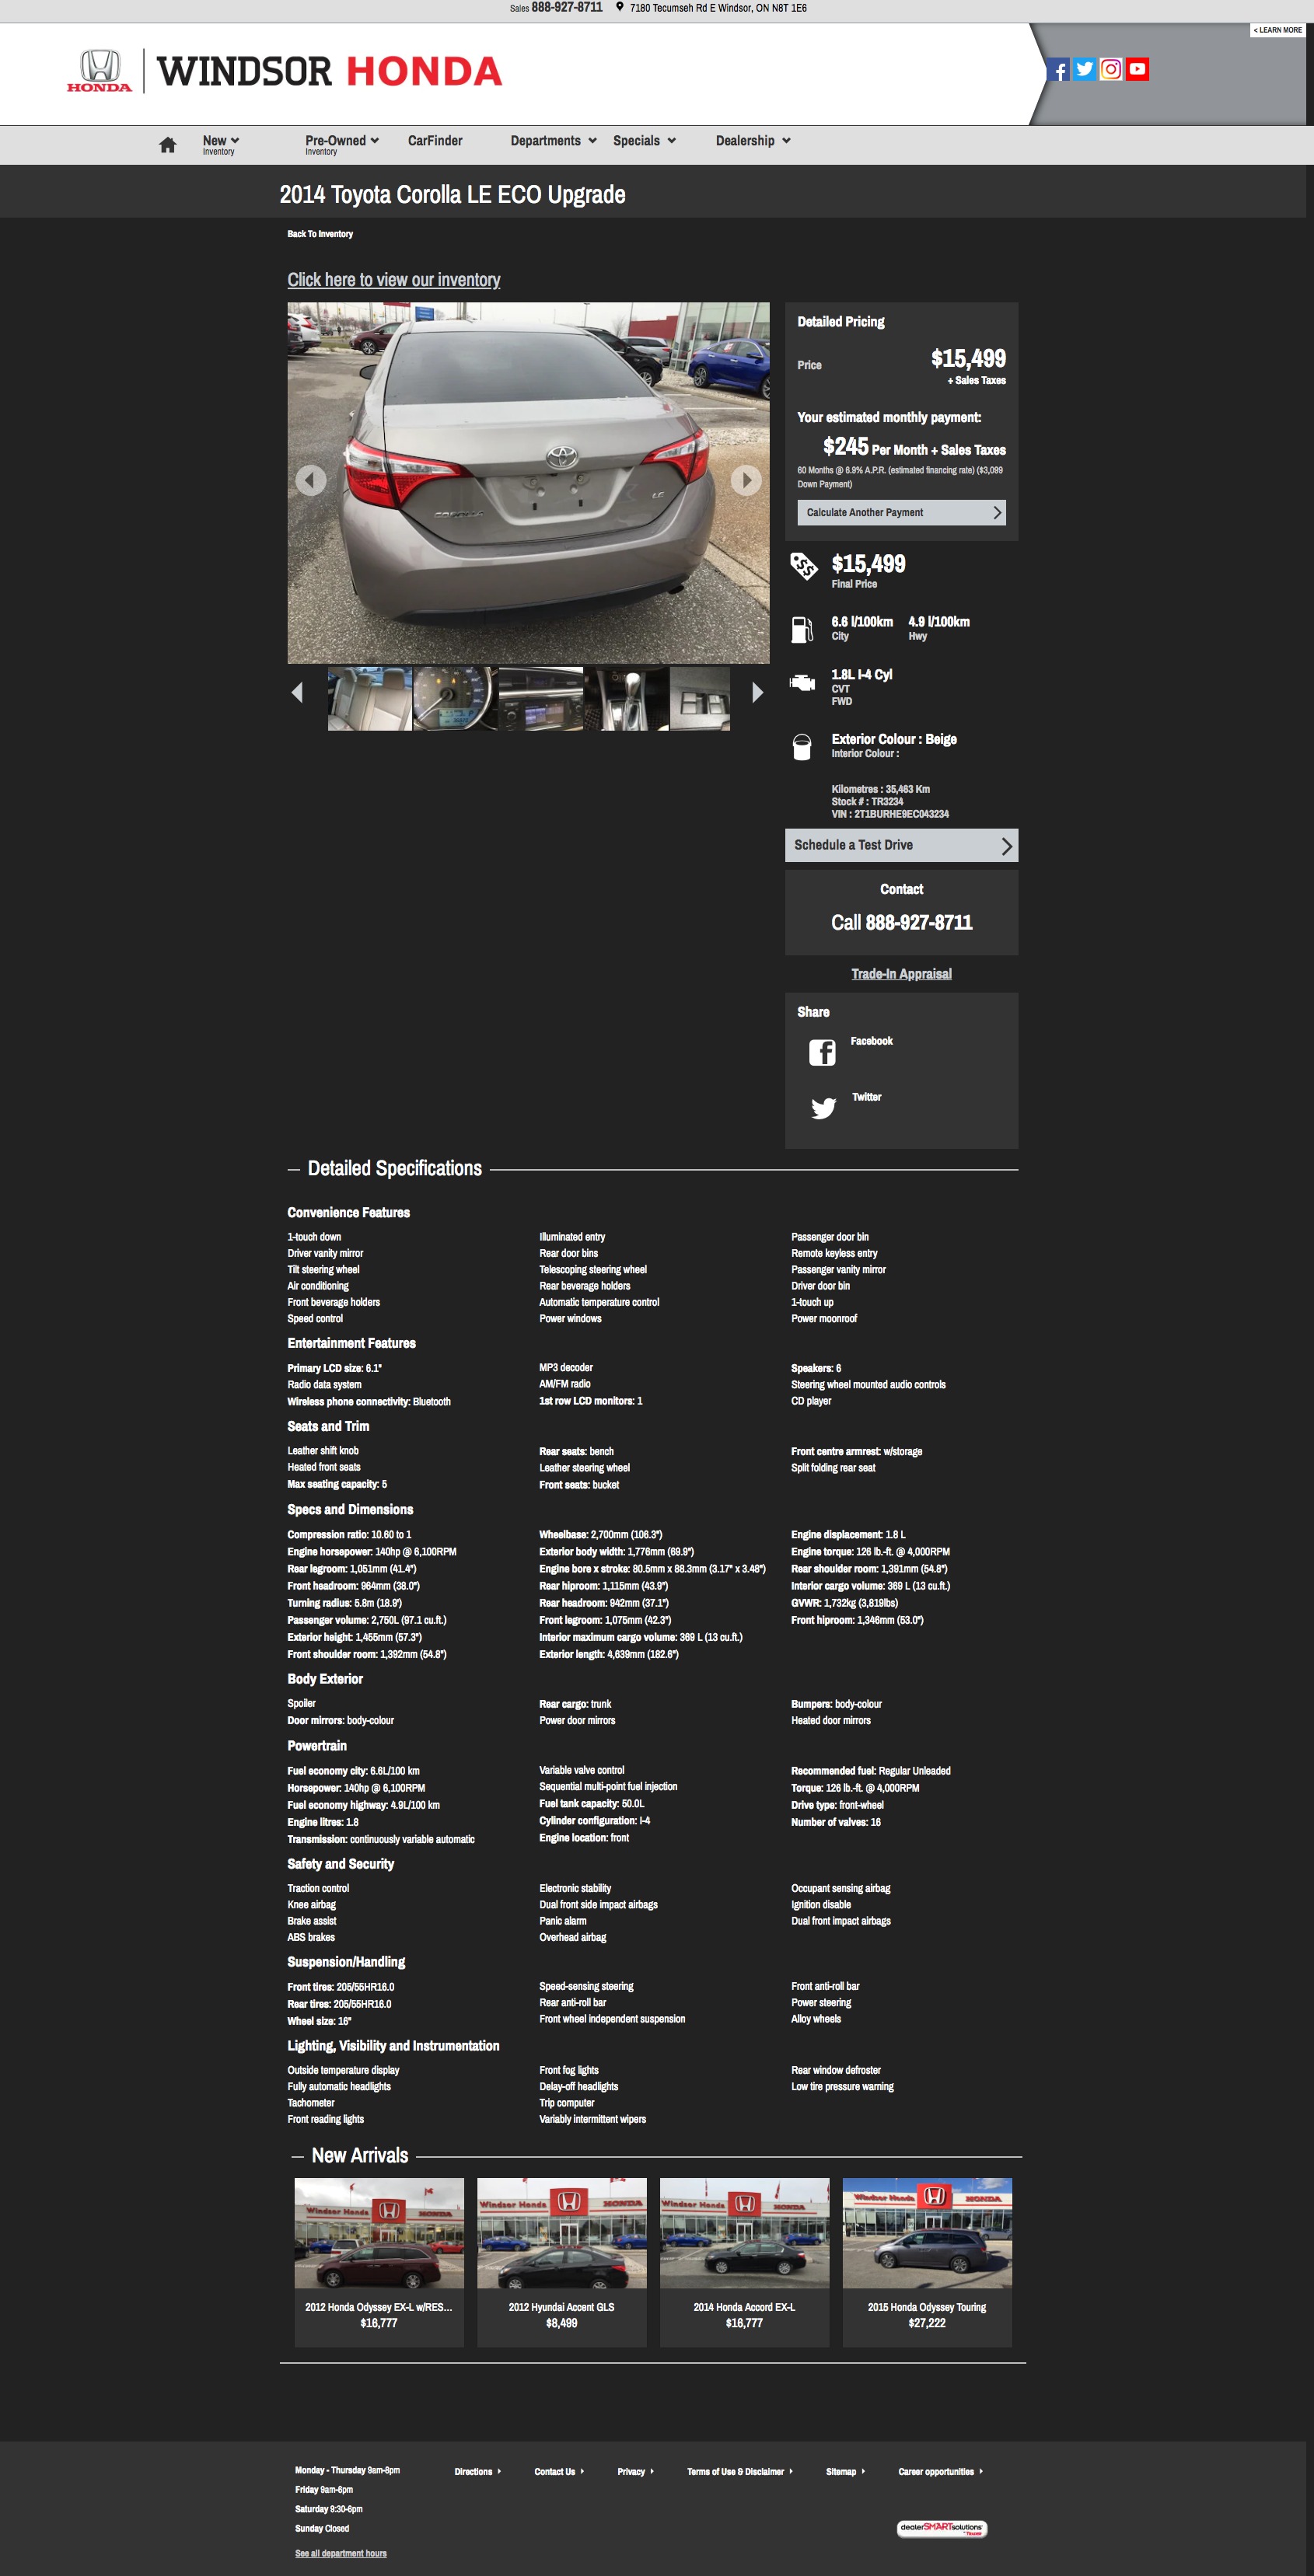 Sales 888-927-8711 7180 Tecumseh Rd E Windsor, ON N8T 1E6
< LEARN MORE
HONDA WINDSOR HONDA
New Pre-Owned CarFinder Departments Specials Dealership
Inventory Inventory
2014 Toyota Corolla LE ECO Upgrade
Back To Inventory
Click here to view our inventory
COROLLA LE
Detailed Pricing
Price $15,499
+ Sales Taxes
Your estimated monthly payment:
$245 Per Month + Sales Taxes
60 Months @ 6.9% A.P.R. (estimated financing rate) ($3,099
Down Payment)
Calculate Another Payment
$15,499
Final Price
6.6 l/100km 4.9 l/100km
City Hwy
1.8L I-4 Cyl
CVT
FWD
Exterior Colour : Beige
Interior Colour :
Kilometres : 35,463 Km
Stock # : TR3234
VIN : 2T1BURHE9EC043234
Schedule a Test Drive
Contact
Call 888-927-8711
Trade-In Appraisal
Share
Facebook
Twitter
Detailed Specifications
Convenience Features
1-touch down Illuminated entry Passenger door bin
Driver vanity mirror Rear door bins Remote keyless entry
Tilt steering wheel Telescoping steering wheel Passenger vanity mirror
Air conditioning Rear beverage holders Driver door bin
Front beverage holders Automatic temperature control 1-touch up
Speed control Power windows Power moonroof
Entertainment Features
Primary LCD size: 6.1" MP3 decoder Speakers: 6
Radio data system AM/FM radio Steering wheel mounted audio controls
Wireless phone connectivity: Bluetooth 1st row LCD monitors: 1 CD player
Seats and Trim
Leather shift knob Rear seats: bench Front centre armrest: w/storage
Heated front seats Leather steering wheel Split folding rear seat
Max seating capacity: 5 Front seats: bucket
Specs and Dimensions
Compression ratio: 10.60 to 1 Wheelbase: 2,700mm (106.3") Engine displacement: 1.8 L
Engine horsepower: 140hp @ 6,100RPM Exterior body width: 1,776mm (69.9") Engine torque: 126 lb.-ft. @ 4,000RPM
Rear legroom: 1,051mm (41.4") Engine bore x stroke: 80.5mm x 88.3mm (3.17" x 3.48") Rear shoulder room: 1,391mm (54.8")
Front headroom: 964mm (38.0") Rear hiproom: 1,115mm (43.9") Interior cargo volume: 369 L (13 cu.ft.)
Turning radius: 5.8m (18.9') Rear headroom: 942mm (37.1") GVWR: 1,732kg (3,819lbs)
Passenger volume: 2,750L (97.1 cu.ft.) Front legroom: 1,075mm (42.3") Front hiproom: 1,346mm (53.0")
Exterior height: 1,455mm (57.3") Interior maximum cargo volume: 369 L (13 cu.ft.)
Front shoulder room: 1,392mm (54.8") Exterior length: 4,639mm (182.6")
Body Exterior
Spoiler Rear cargo: trunk Bumpers: body-colour
Door mirrors: body-colour Power door mirrors Heated door mirrors
Powertrain
Fuel economy city: 6.6L/100 km Variable valve control Recommended fuel: Regular Unleaded
Horsepower: 140hp @ 6,100RPM Sequential multi-point fuel injection Torque: 126 lb.-ft. @ 4,000RPM
Fuel economy highway: 4.9L/100 km Fuel tank capacity: 50.0L Drive type: front-wheel
Engine litres: 1.8 Cylinder configuration: I-4 Number of valves: 16
Transmission: continuously variable automatic Engine location: front
Safety and Security
Traction control Electronic stability Occupant sensing airbag
Knee airbag Dual front side impact airbags Ignition disable
Brake assist Panic alarm Dual front impact airbags
ABS brakes Overhead airbag
Suspension/Handling
Front tires: 205/55HR16.0 Speed-sensing steering Front anti-roll bar
Rear tires: 205/55HR16.0 Rear anti-roll bar Power steering
Wheel size: 16" Front wheel independent suspension Alloy wheels
Lighting, Visibility and Instrumentation
Outside temperature display Front fog lights Rear window defroster
Fully automatic headlights Delay-off headlights Low tire pressure warning
Tachometer Trip computer
Front reading lights Variably intermittent wipers
New Arrivals
Windsor Honda HONDA Windsor Honda HONDA Windsor Honda HONDA Windsor Honda HONDA
2012 Honda Odyssey EX-L w/RES... 2012 Hyundai Accent GLS 2014 Honda Accord EX-L 2015 Honda Odyssey Touring
$16,777 $8,499 $16,777 $27,222
Monday - Thursday 9am-8pm Directions Contact Us Privacy Terms of Use & Disclaimer Sitemap Career opportunities
Friday 9am-6pm
Saturday 9:30-6pm
Sunday Closed
dealerSMARTsolutions
See all department hours